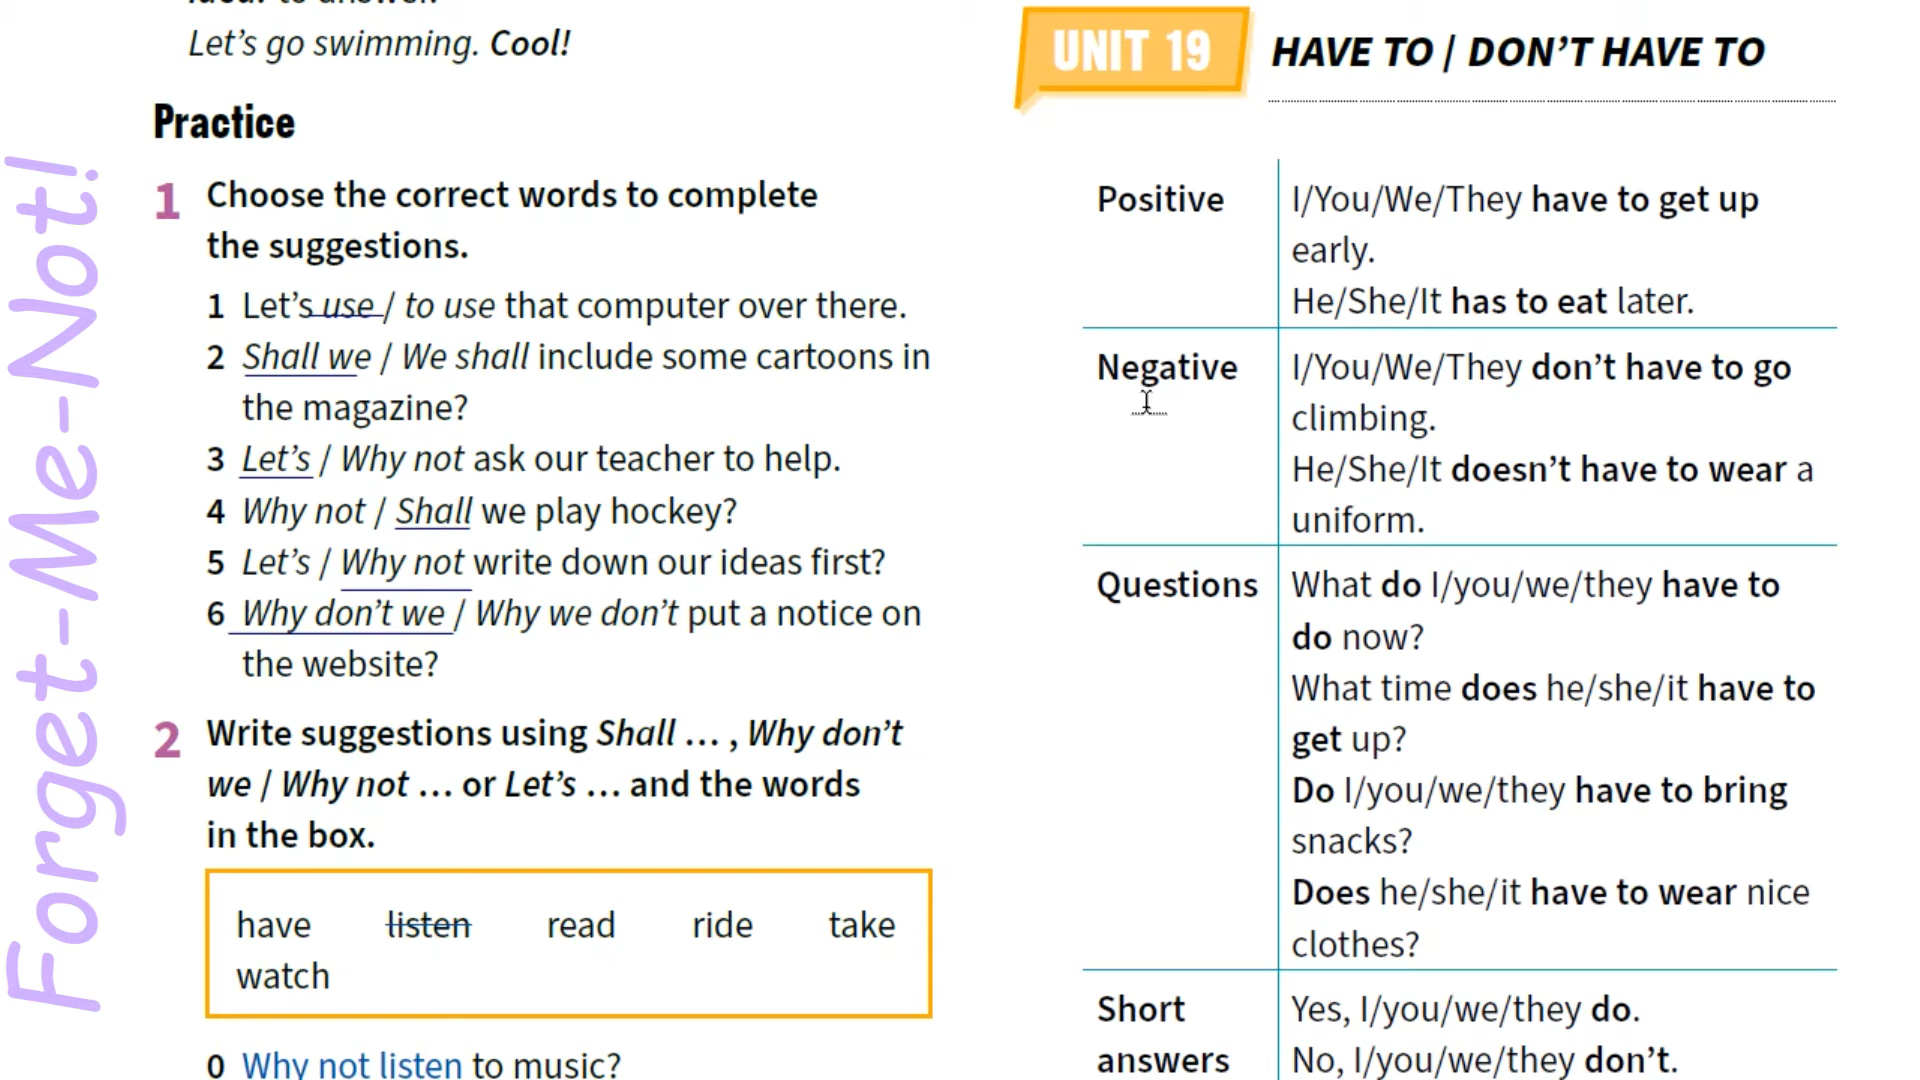 Let's go swimming. Cool!
Practice
1 Choose the correct words to complete
the suggestions.
1 Let's use / to use that computer over there.
2 Shall we / We shall include some cartoons in
the magazine?
3 Let's / Why not ask our teacher to help.
4 Why not / Shall we play hockey?
5 Let's / Why not write down our ideas first?
6 Why don't we / Why we don't put a notice on
the website?
2 Write suggestions using Shall … , Why don't
we / Why not … or Let's … and the words
in the box.
have listen read ride take
watch
0 Why not listen to music?
UNIT 19 HAVE TO / DON'T HAVE TO
Positive I/You/We/They have to get up
early.
He/She/It has to eat later.
Negative I/You/We/They don't have to go
climbing.
He/She/It doesn't have to wear a
uniform.
Questions What do I/you/we/they have to
do now?
What time does he/she/it have to
get up?
Do I/you/we/they have to bring
snacks?
Does he/she/it have to wear nice
clothes?
Short Yes, I/you/we/they do.
answers No, I/you/we/they don't.
Forget-Me-Not!